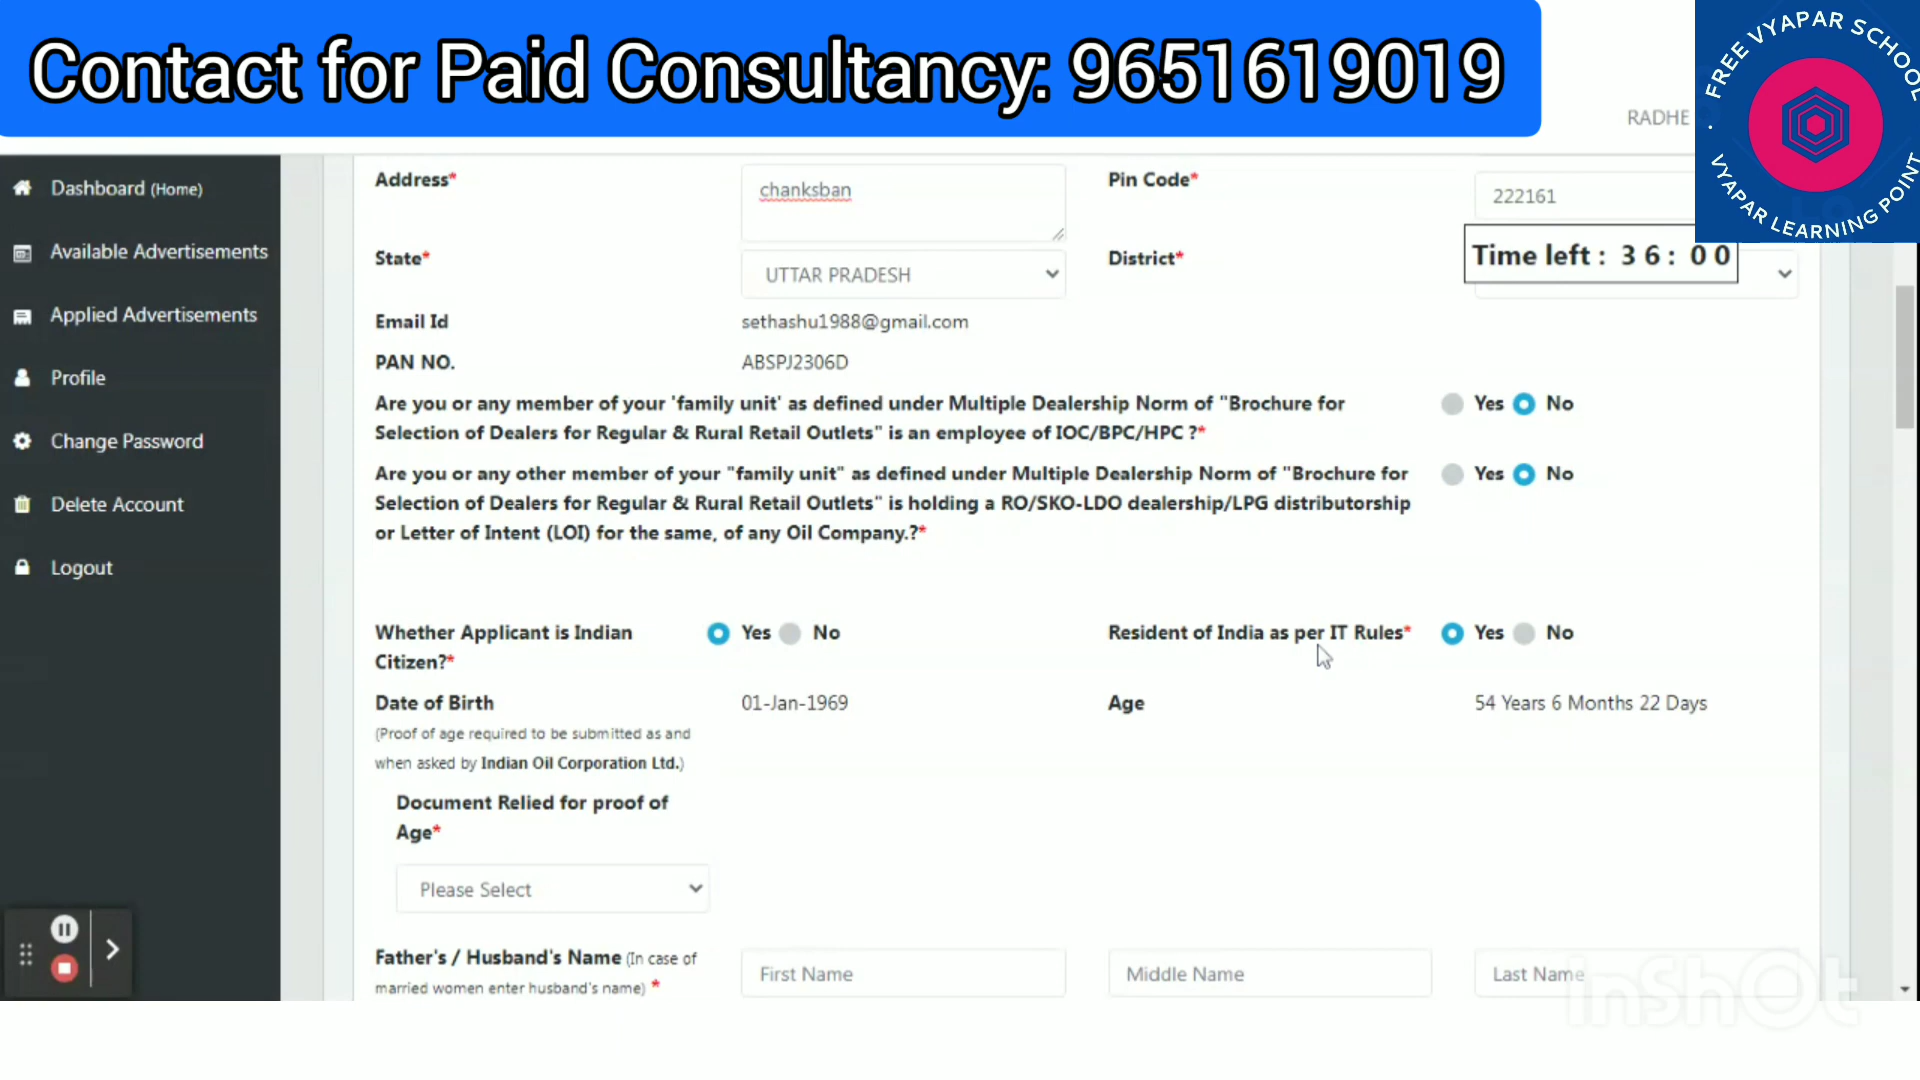 Contact for Paid Consultancy: 9651619019
FREE VYAPAR SCHOOL
VYAPAR LEARNING POINT
RADHE
Dashboard (Home)
Available Advertisements
Applied Advertisements
Profile
Change Password
Delete Account
Logout
Address*
chanksban
Pin Code*
222161
Time left : 3 6 : 0 0
State*
UTTAR PRADESH
District*
Email Id
sethashu1988@gmail.com
PAN NO.
ABSPJ2306D
Are you or any member of your 'family unit' as defined under Multiple Dealership Norm of "Brochure for
Selection of Dealers for Regular & Rural Retail Outlets" is an employee of IOC/BPC/HPC ?*
Yes No
Are you or any other member of your "family unit" as defined under Multiple Dealership Norm of "Brochure for
Selection of Dealers for Regular & Rural Retail Outlets" is holding a RO/SKO-LDO dealership/LPG distributorship
or Letter of Intent (LOI) for the same, of any Oil Company.?*
Yes No
Whether Applicant is Indian
Citizen?*
Yes No
Resident of India as per IT Rules*
Yes No
Date of Birth
01-Jan-1969
Age
54 Years 6 Months 22 Days
(Proof of age required to be submitted as and
when asked by Indian Oil Corporation Ltd.)
Document Relied for proof of
Age*
Please Select
Father's / Husband's Name (In case of
married women enter husband's name) *
First Name
Middle Name
Last Name
InShOt